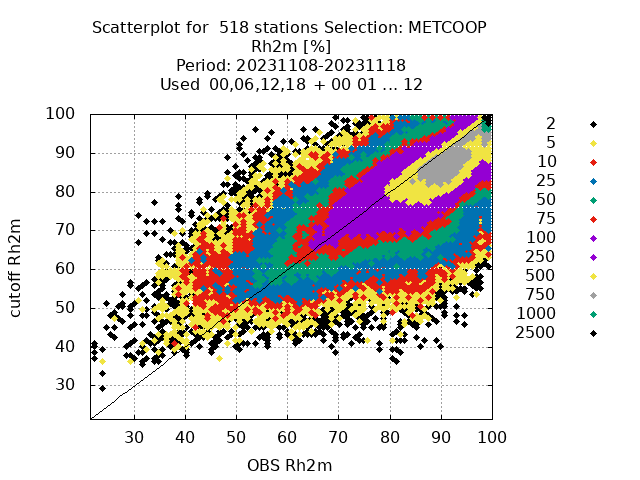 Scatterplot for  518 stations Selection: METCOOP
Rh2m [%]
Period: 20231108-20231118
Used  00,06,12,18 + 00 01 ... 12
100
90
80
70
60
50
40
30
cutoff Rh2m
30 40 50 60 70 80 90 100
OBS Rh2m
2
5
10
25
50
75
100
250
500
750
1000
2500